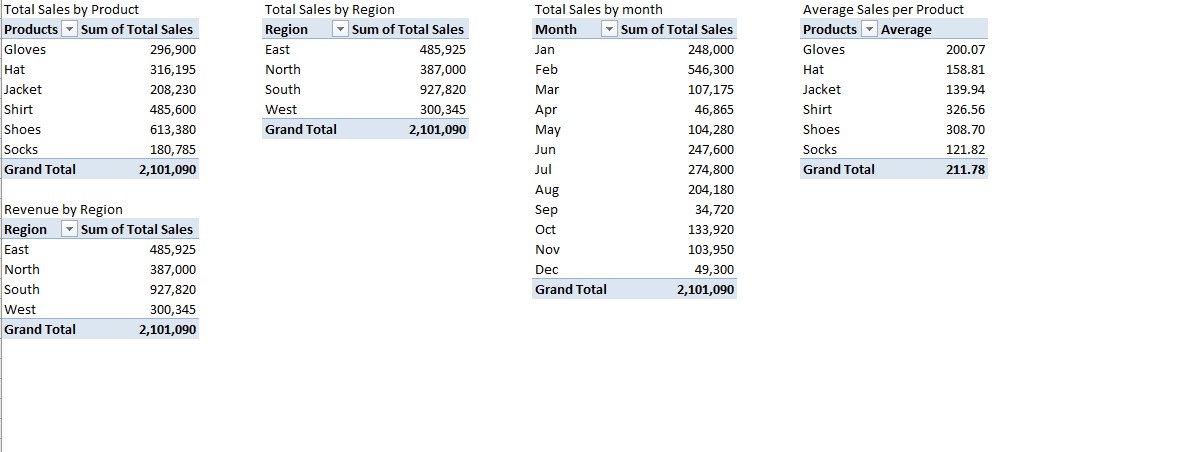 Total Sales by Product
Products Sum of Total Sales
Gloves 296,900
Hat 316,195
Jacket 208,230
Shirt 485,600
Shoes 613,380
Socks 180,785
Grand Total 2,101,090
Revenue by Region
Region Sum of Total Sales
East 485,925
North 387,000
South 927,820
West 300,345
Grand Total 2,101,090
Total Sales by Region
Region Sum of Total Sales
East 485,925
North 387,000
South 927,820
West 300,345
Grand Total 2,101,090
Total Sales by month
Month Sum of Total Sales
Jan 248,000
Feb 546,300
Mar 107,175
Apr 46,865
May 104,280
Jun 247,600
Jul 274,800
Aug 204,180
Sep 34,720
Oct 133,920
Nov 103,950
Dec 49,300
Grand Total 2,101,090
Average Sales per Product
Products Average
Gloves 200.07
Hat 158.81
Jacket 139.94
Shirt 326.56
Shoes 308.70
Socks 121.82
Grand Total 211.78